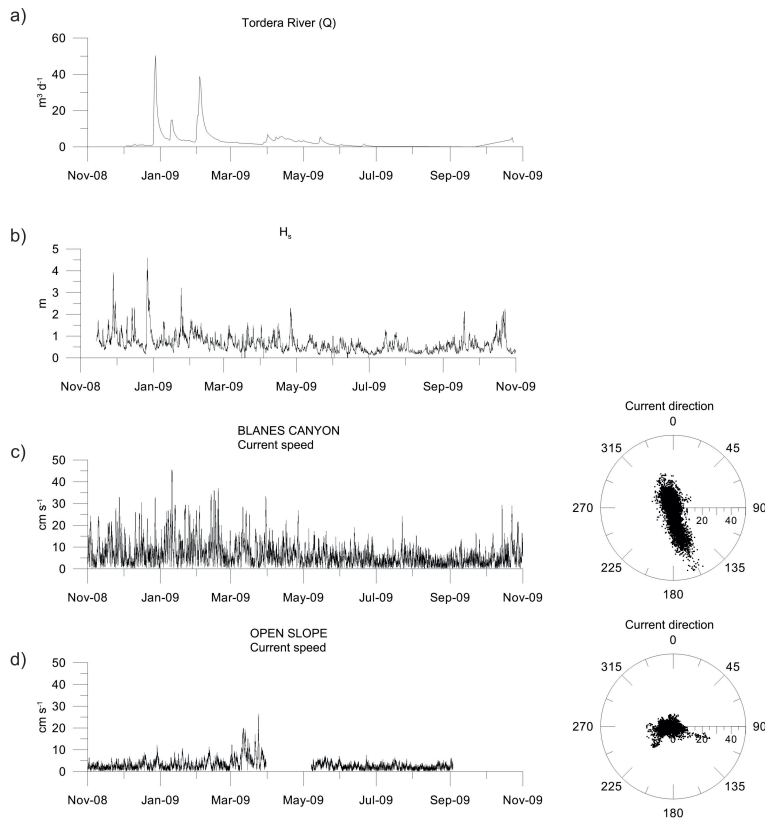 a)
Tordera River (Q)
60
40
20
0
m³ d⁻¹
Nov-08 Jan-09 Mar-09 May-09 Jul-09 Sep-09 Nov-09
b)
Hₛ
5
4
3
2
1
0
m
Nov-08 Jan-09 Mar-09 May-09 Jul-09 Sep-09 Nov-09
c)
BLANES CANYON
Current speed
50
40
30
20
10
0
cm s⁻¹
Nov-08 Jan-09 Mar-09 May-09 Jul-09 Sep-09 Nov-09
Current direction
0
315 45
270 20 40 90
225 135
180
d)
OPEN SLOPE
Current speed
50
40
30
20
10
0
cm s⁻¹
Nov-08 Jan-09 Mar-09 May-09 Jul-09 Sep-09 Nov-09
Current direction
0
315 45
270 0 20 40 90
225 135
180